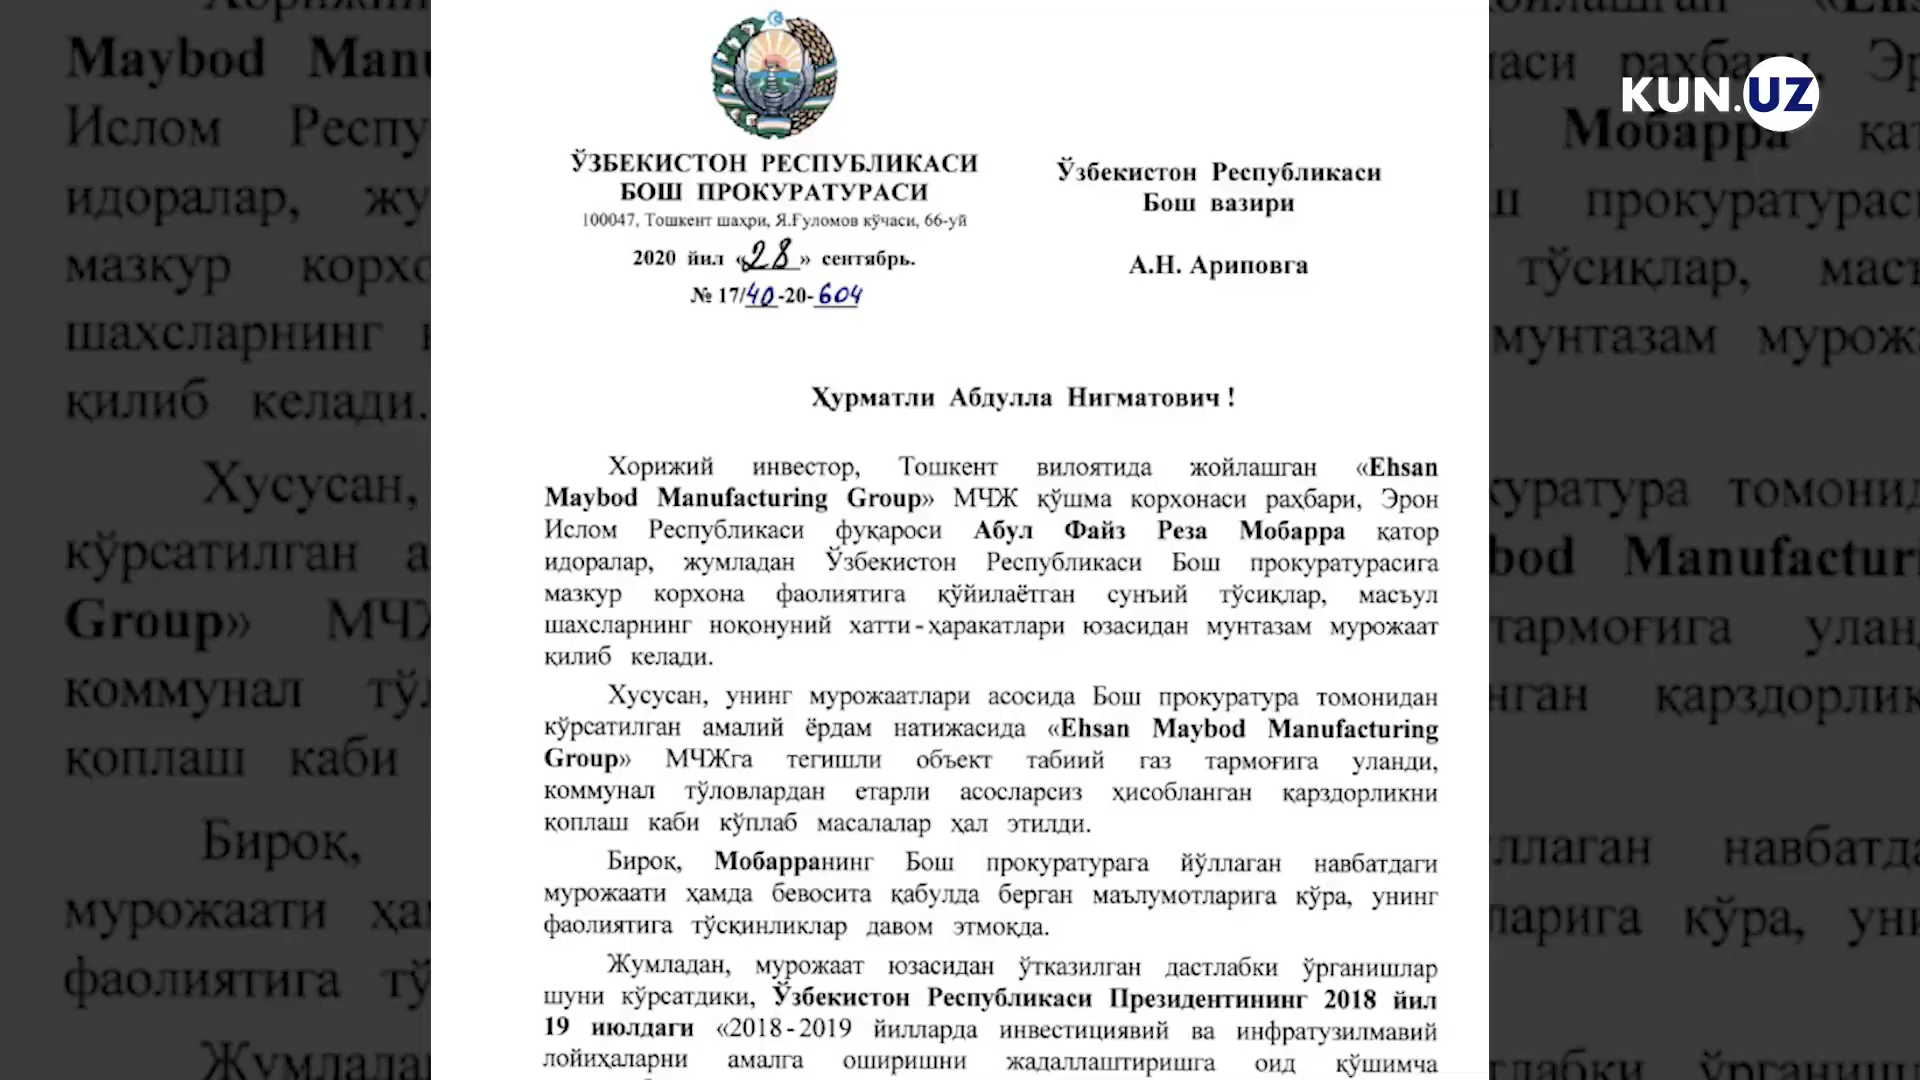 KUN.UZ
ЎЗБЕКИСТОН РЕСПУБЛИКАСИ
БОШ ПРОКУРАТУРАСИ
100047, Тошкент шаҳри, Я.Ғуломов кўчаси, 66-уй
2020 йил «28» сентябрь.
№ 17/40-20-604
Ўзбекистон Республикаси
Бош вазири
А.Н. Ариповга
Ҳурматли Абдулла Нигматович !
Хорижий инвестор, Тошкент вилоятида жойлашган «Ehsan
Maybod Manufacturing Group» МЧЖ қўшма корхонаси раҳбари, Эрон
Ислом Республикаси фуқароси Абул Файз Реза Мобарра қатор
идоралар, жумладан Ўзбекистон Республикаси Бош прокуратурасига
мазкур корхона фаолиятига қўйилаётган сунъий тўсиқлар, масъул
шахсларнинг ноқонуний хатти-ҳаракатлари юзасидан мунтазам мурожаат
қилиб келади.
Хусусан, унинг мурожаатлари асосида Бош прокуратура томонидан
кўрсатилган амалий ёрдам натижасида «Ehsan Maybod Manufacturing
Group» МЧЖга тегишли объект табиий газ тармоғига уланди,
коммунал тўловлардан етарли асосларсиз ҳисобланган қарздорликни
қоплаш каби кўплаб масалалар ҳал этилди.
Бироқ, Мобарранинг Бош прокуратурага йўллаган навбатдаги
мурожаати ҳамда бевосита қабулда берган маълумотларига кўра, унинг
фаолиятига тўсқинликлар давом этмоқда.
Жумладан, мурожаат юзасидан ўтказилган дастлабки ўрганишлар
шуни кўрсатдики, Ўзбекистон Республикаси Президентининг 2018 йил
19 июлдаги «2018-2019 йилларда инвестициявий ва инфратузилмавий
лойиҳаларни амалга оширишни жадаллаштиришга оид қўшимча